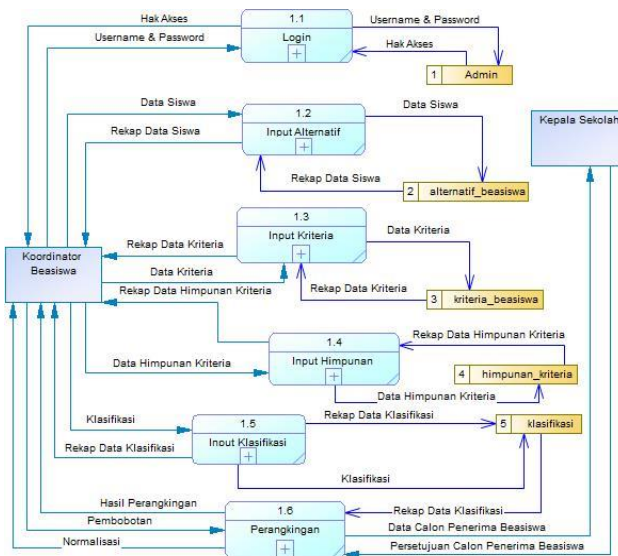 Hak Akses
1.1
Login
Username & Password
Username & Password
Hak Akses
1
Admin
Data Siswa
1.2
Input Alternatif
Data Siswa
Rekap Data Siswa
Rekap Data Siswa
2
alternatif_beasiswa
Kepala Sekolah
1.3
Input Kriteria
Koordinator
Beasiswa
Rekap Data Kriteria
Data Kriteria
Data Kriteria
Rekap Data Kriteria
3
kriteria_beasiswa
Rekap Data Himpunan Kriteria
1.4
Input Himpunan
Rekap Data Himpunan Kriteria
4
himpunan_kriteria
Data Himpunan Kriteria
Data Himpunan Kriteria
Klasifikasi
1.5
Input Klasifikasi
Rekap Data Klasifikasi
5
klasifikasi
Rekap Data Klasifikasi
Klasifikasi
Hasil Perangkingan
1.6
Perangkingan
Rekap Data Klasifikasi
Pembobotan
Data Calon Penerima Beasiswa
Normalisasi
Persetujuan Calon Penerima Beasiswa